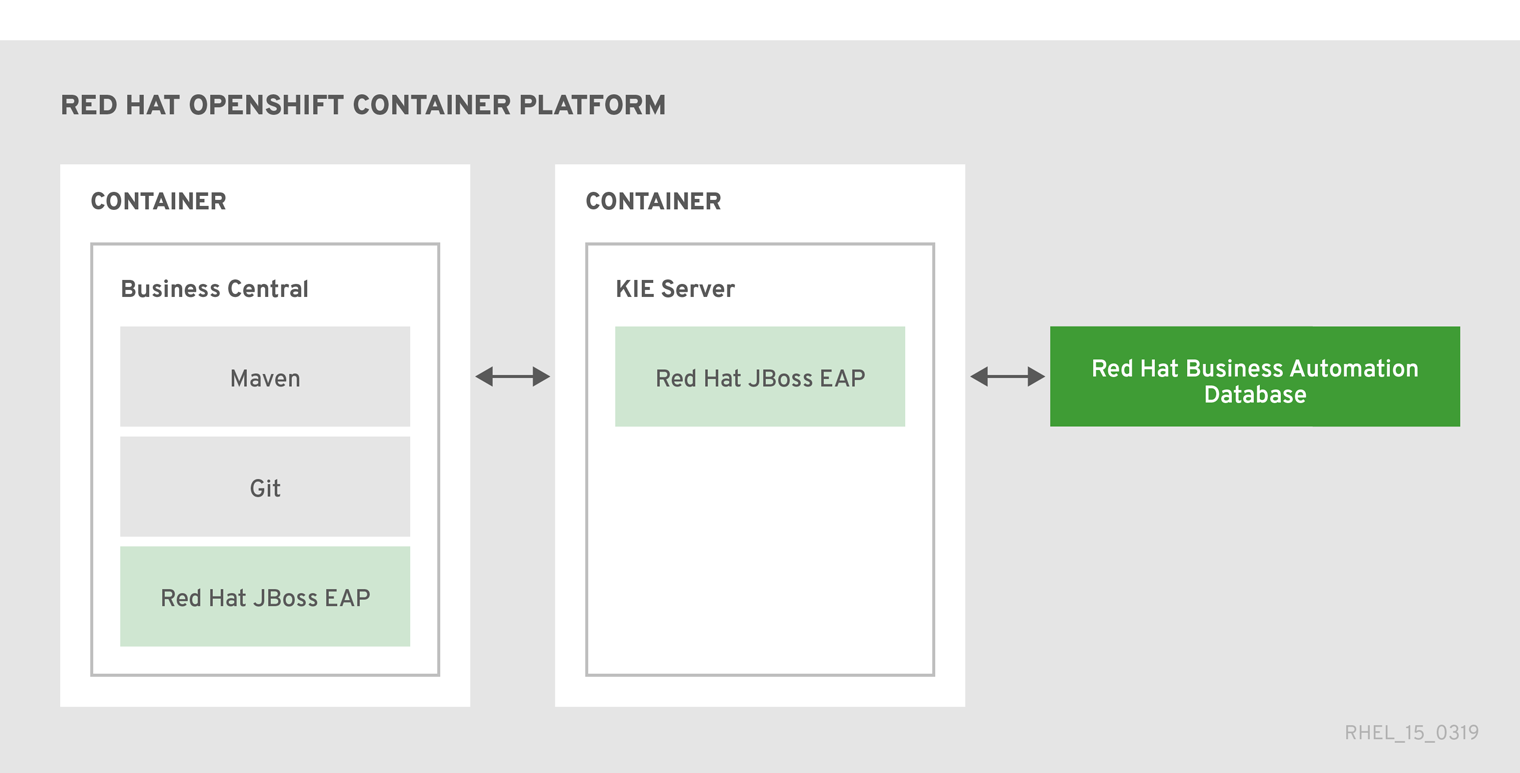 RED HAT OPENSHIFT CONTAINER PLATFORM
CONTAINER
Business Central
Maven
Git
Red Hat JBoss EAP
CONTAINER
KIE Server
Red Hat JBoss EAP
Red Hat Business Automation
Database
RHEL_15_0319